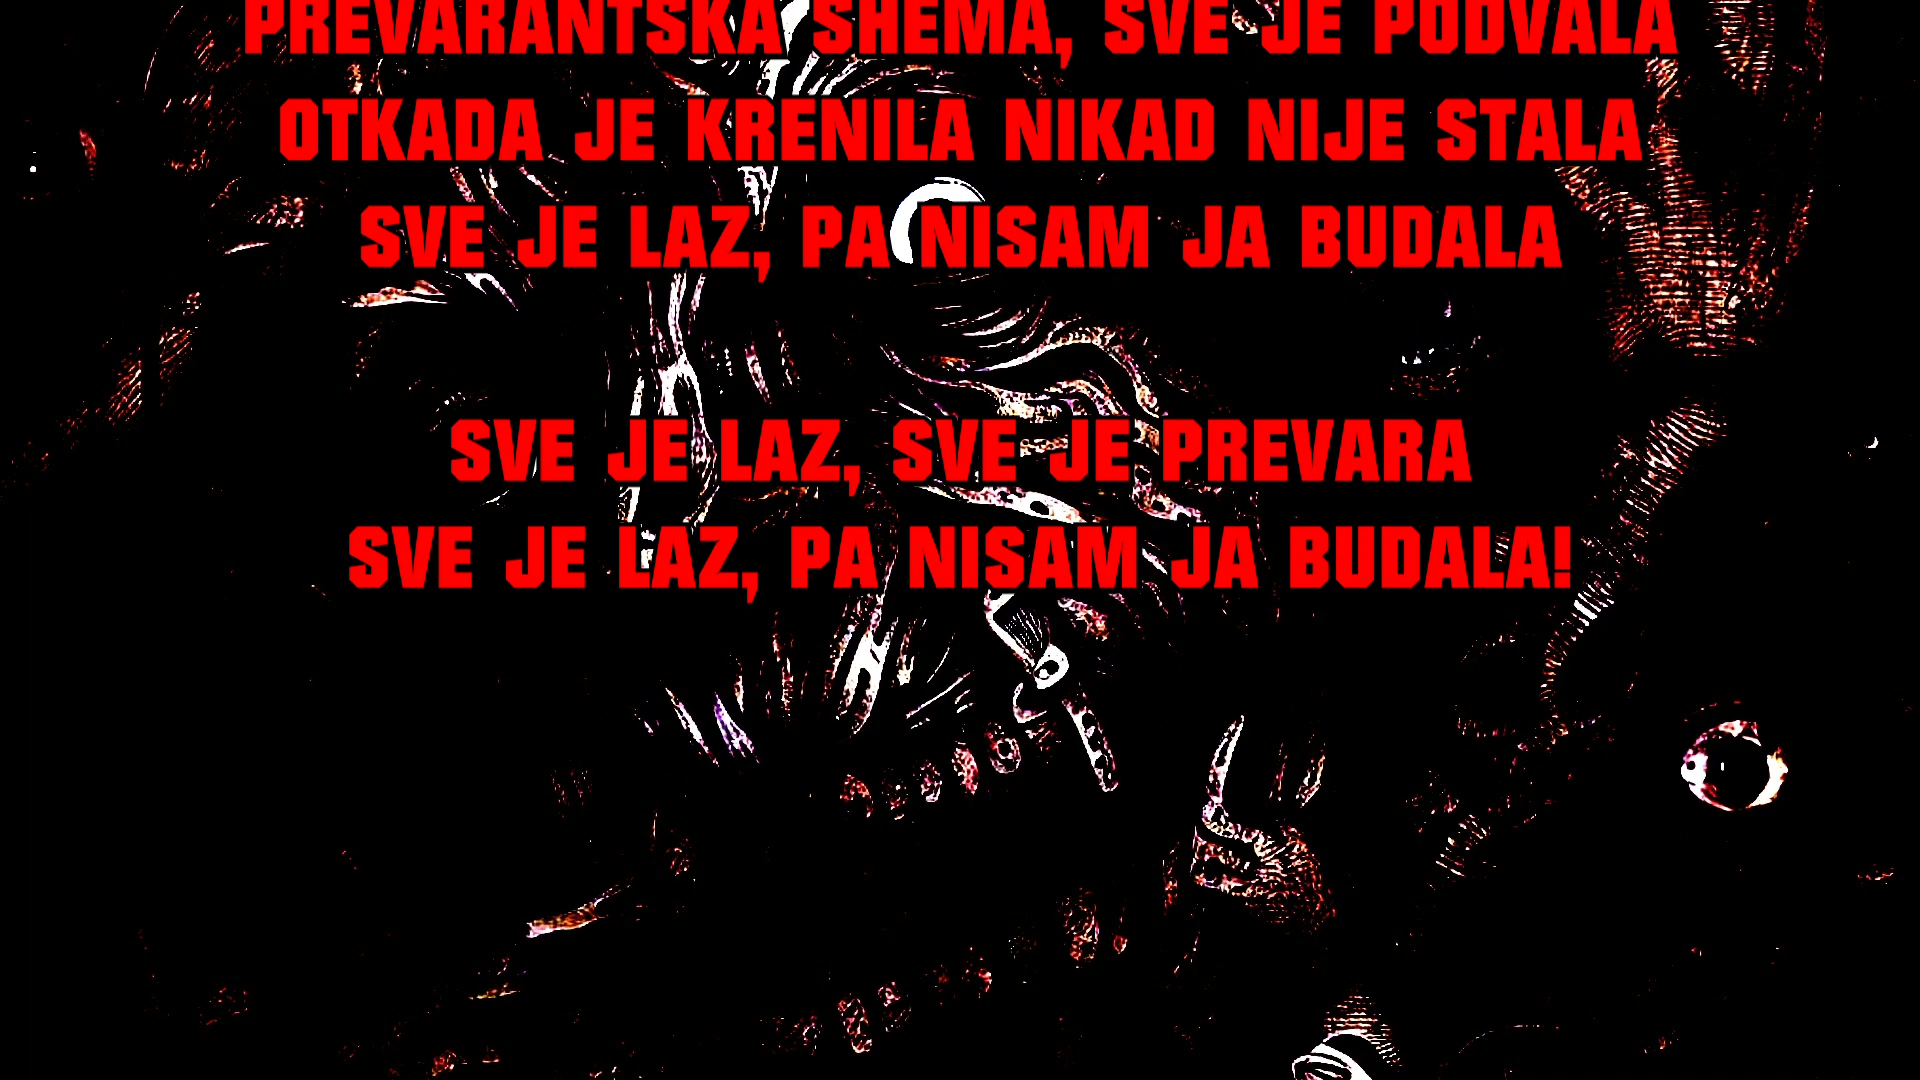 PREVARANTSKA SHEMA, SVE JE PODVALA
OTKADA JE KRENILA NIKAD NIJE STALA
SVE JE LAZ, PA NISAM JA BUDALA
SVE JE LAZ, SVE JE PREVARA
SVE JE LAZ, PA NISAM JA BUDALA!